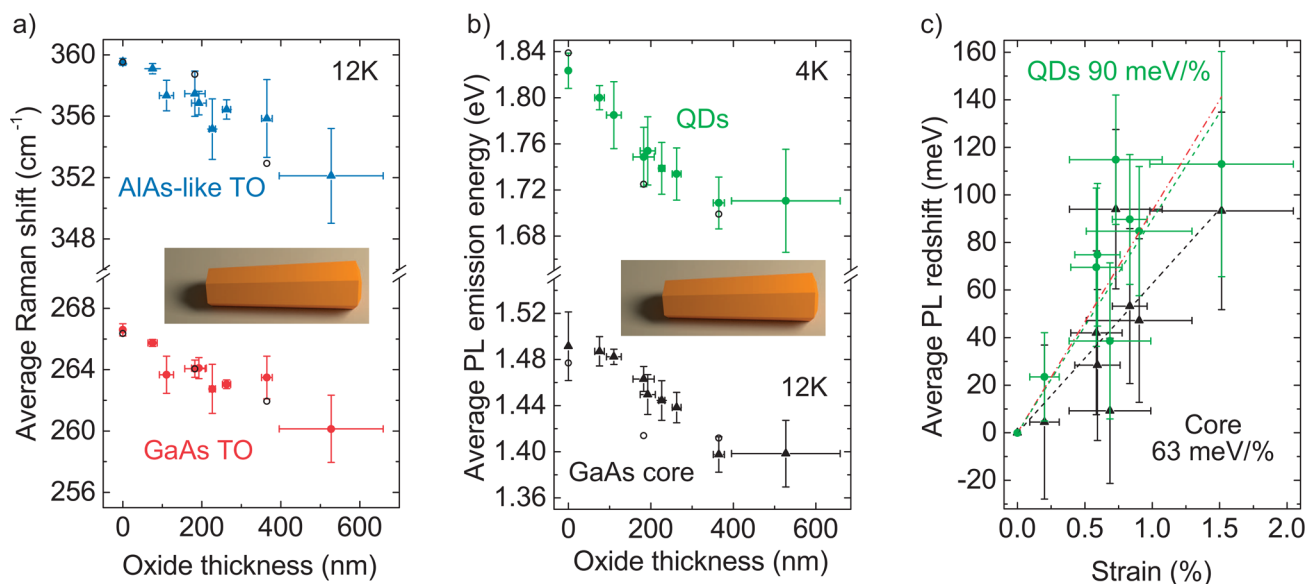 a)
360
356
352
348
268
264
260
256
Average Raman shift (cm⁻¹)
12K
AlAs-like TO
GaAs TO
0
200
400
600
Oxide thickness (nm)
b)
1.84
1.80
1.76
1.72
1.68
1.52
1.48
1.44
1.40
1.36
Average PL emission energy (eV)
4K
QDs
12K
GaAs core
0
200
400
600
Oxide thickness (nm)
c)
160
140
120
100
80
60
40
20
0
-20
Average PL redshift (meV)
QDs 90 meV/%
Core
63 meV/%
0.0
0.5
1.0
1.5
2.0
Strain (%)